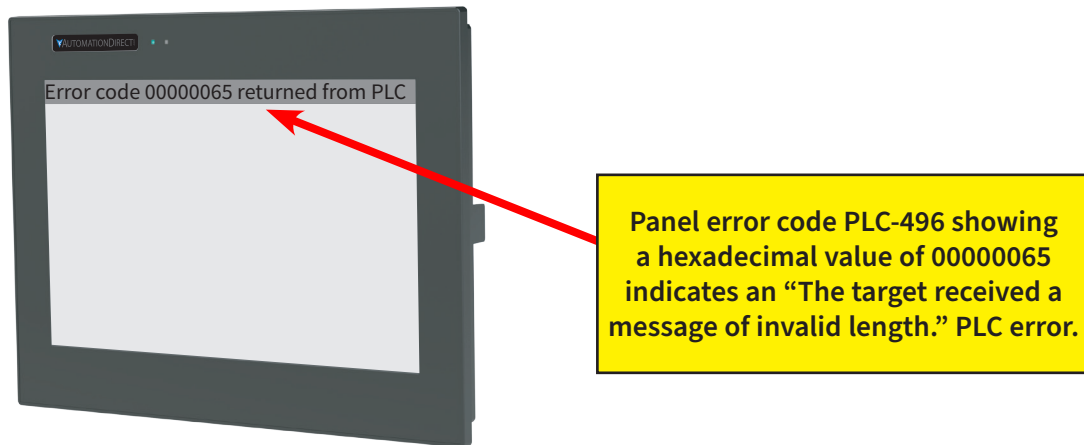 AUTOMATIONDIRECT
Error code 00000065 returned from PLC
Panel error code PLC-496 showing
a hexadecimal value of 00000065
indicates an “The target received a
message of invalid length.” PLC error.